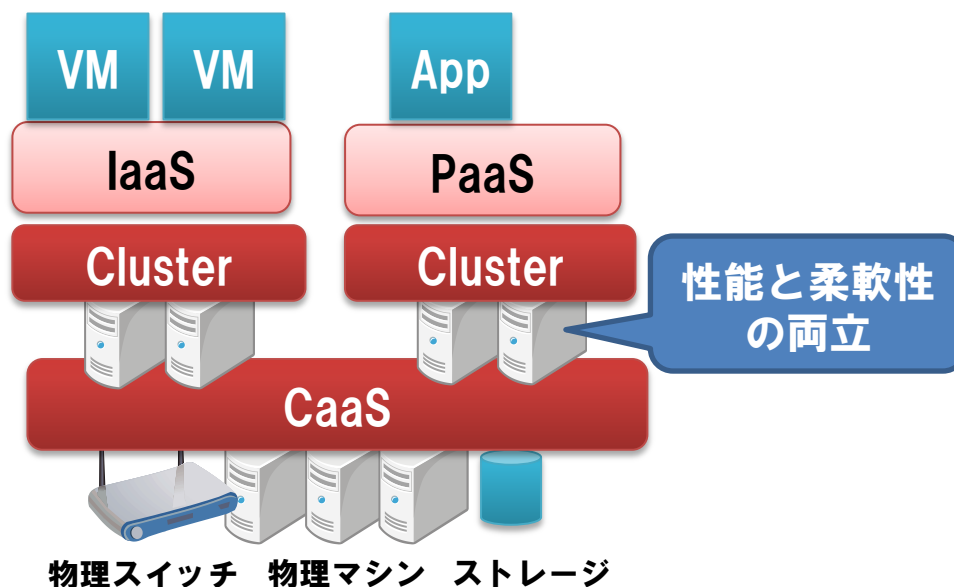 VM VM App
IaaS PaaS
Cluster Cluster
性能と柔軟性
の両立
CaaS
物理スイッチ 物理マシン ストレージ